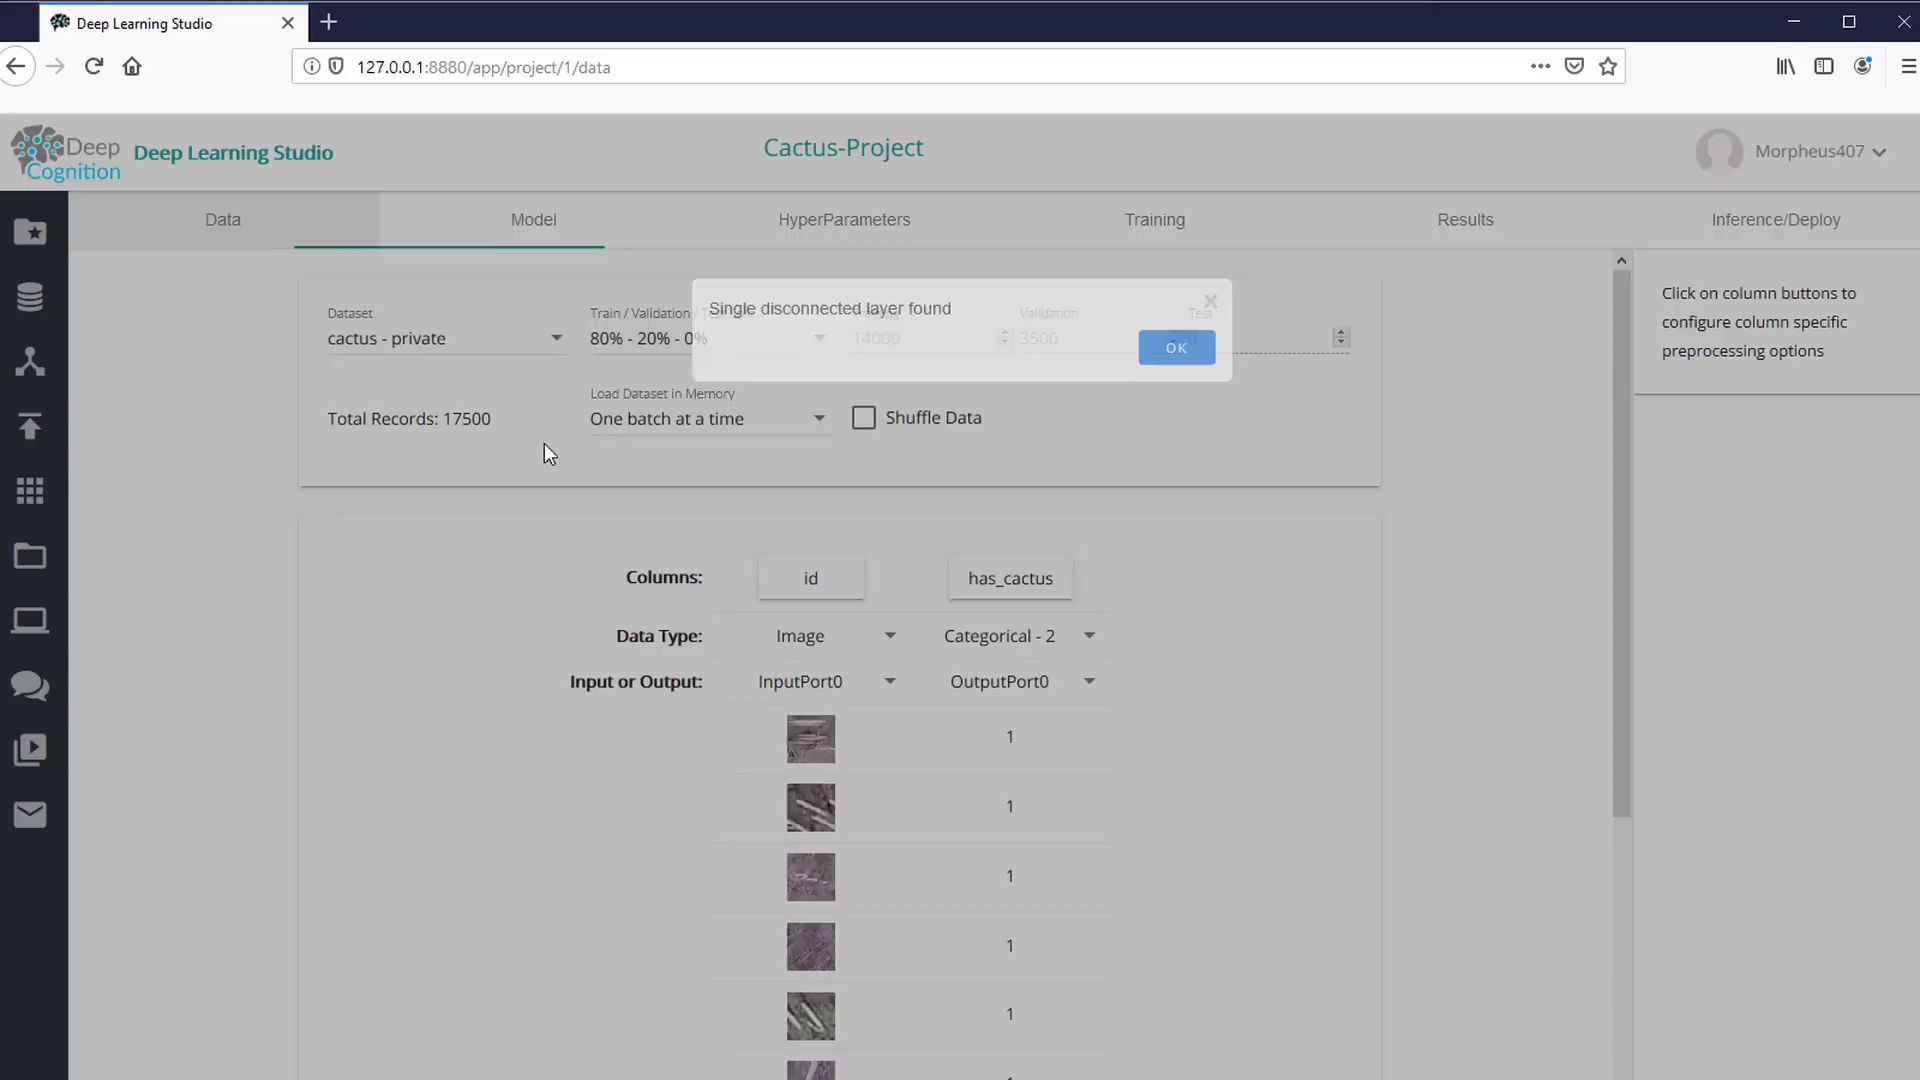 Deep Learning Studio
127.0.0.1:8880/app/project/1/data
Deep
Cognition
Deep Learning Studio
Cactus-Project
Morpheus407
Data
Model
HyperParameters
Training
Results
Inference/Deploy
Dataset
cactus - private
Train / Validation /
80% - 20% - 0%
14000
Validation
3500
Test
Single disconnected layer found
OK
Load Dataset in Memory
Total Records: 17500
One batch at a time
Shuffle Data
Click on column buttons to
configure column specific
preprocessing options
Columns:
id
has_cactus
Data Type:
Image
Categorical - 2
Input or Output:
InputPort0
OutputPort0
1
1
1
1
1